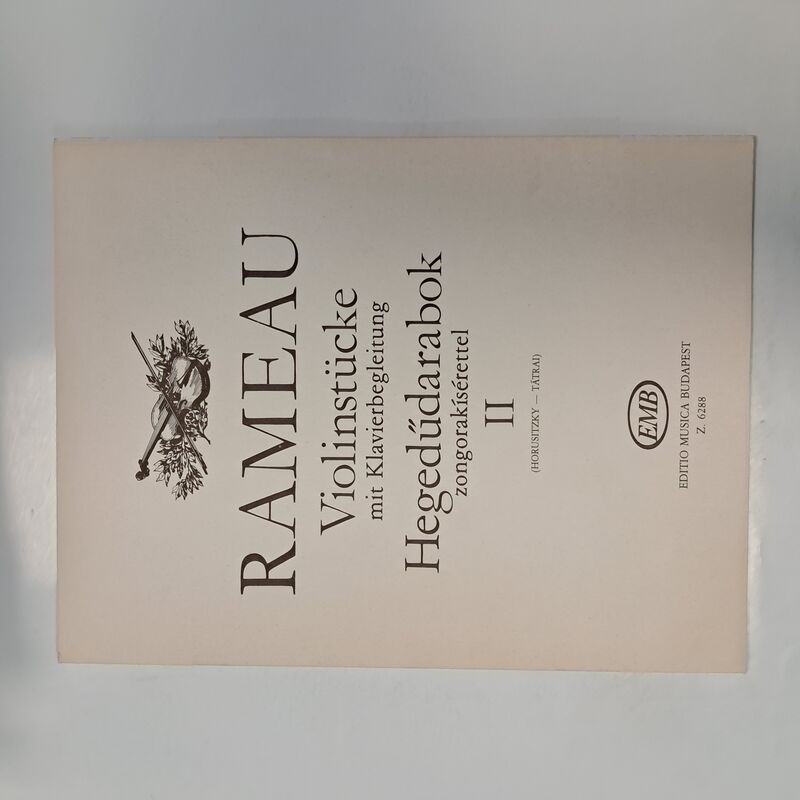 RAMEAU
Violinstücke
mit Klavierbegleitung
Hegedűdarabok
zongorakísérettel
II
(HORUSITZKY — TÁTRAI)
EMB
EDITIO MUSICA BUDAPEST
Z. 6288